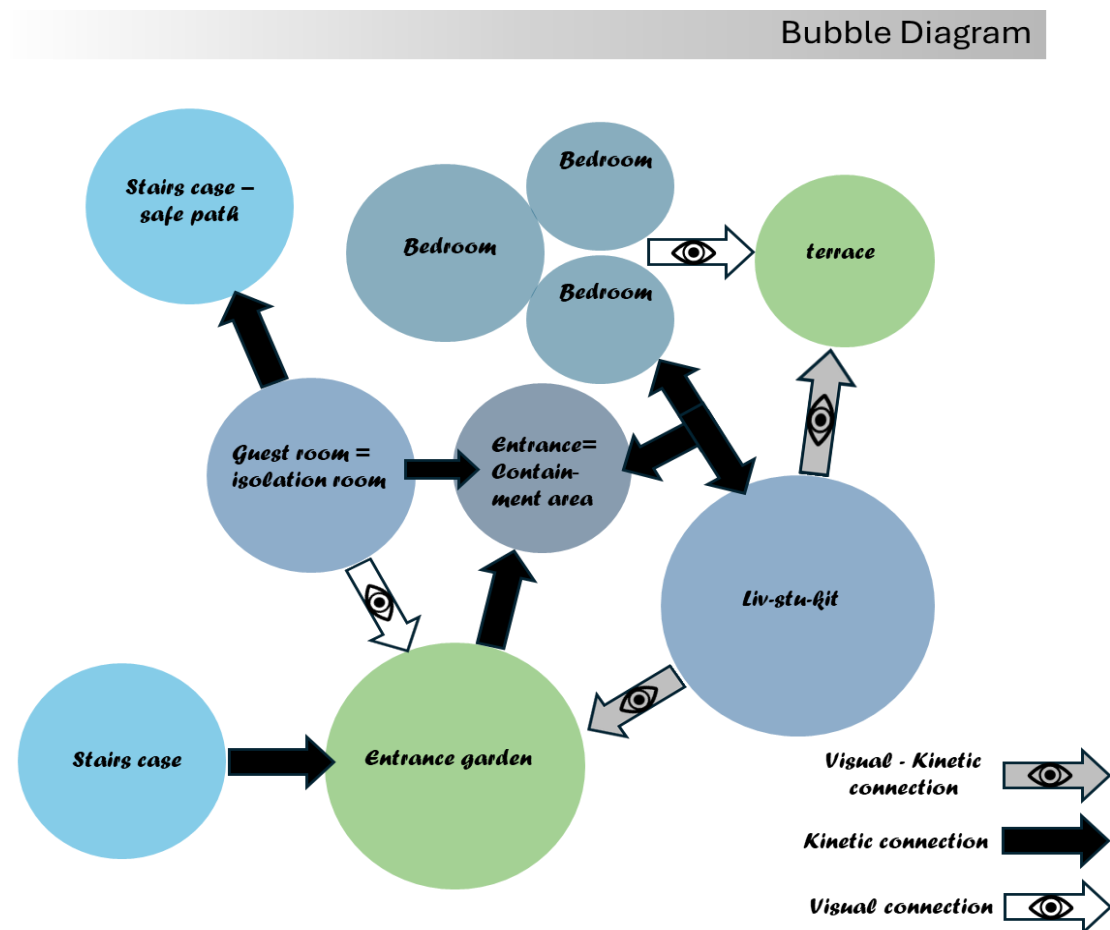 Bubble Diagram
Stairs case –
safe path
Bedroom
Bedroom
Bedroom
terrace
Guest room =
isolation room
Entrance=
Contain-
ment area
Liv-stu-kit
Stairs case
Entrance garden
Visual - Kinetic
connection
Kinetic connection
Visual connection